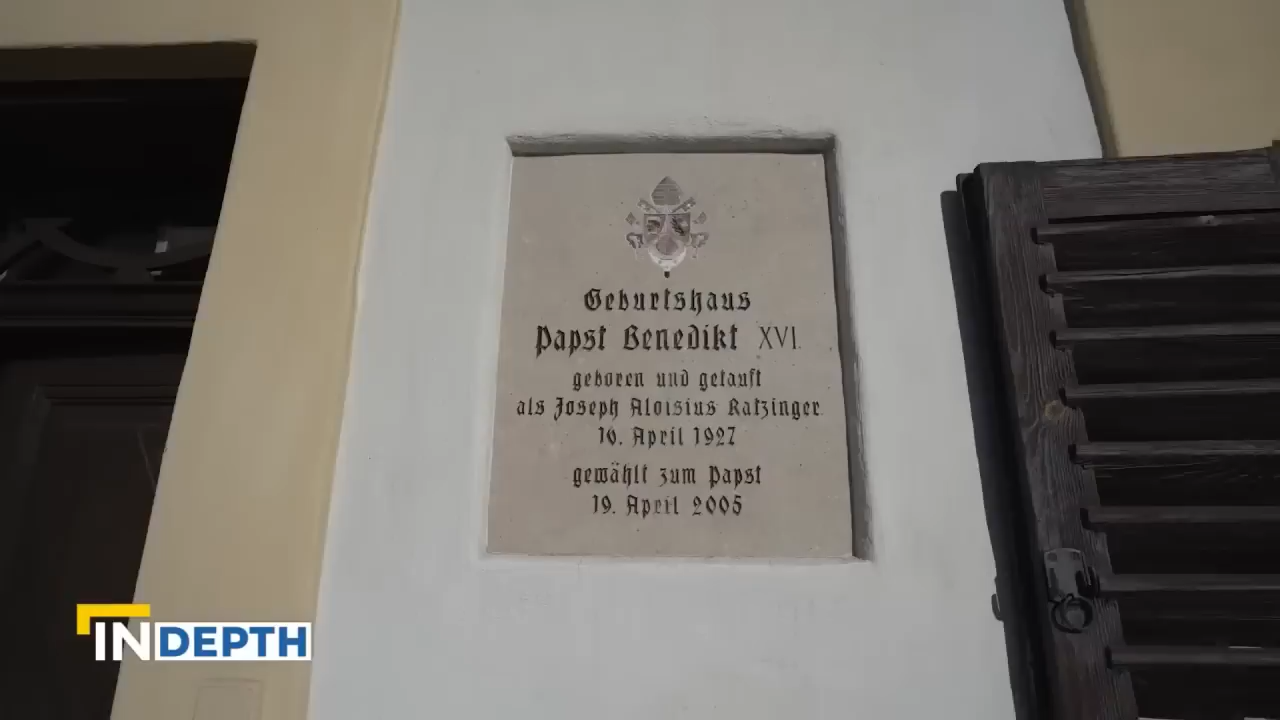 Geburtshaus
Papst Benedikt XVI.
geboren und getauft
als Joseph Aloisius Ratzinger
16. April 1927
gewählt zum Papst
19. April 2005
INDEPTH